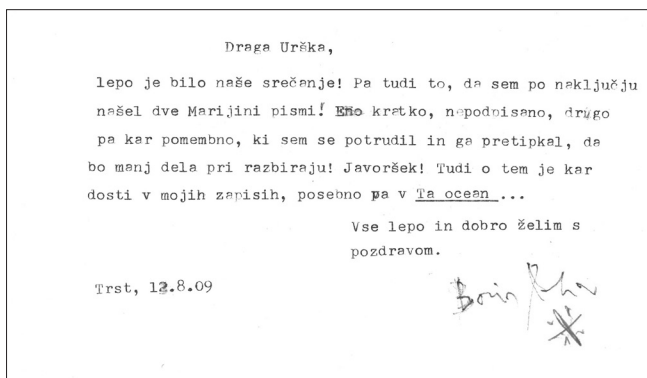 Draga Urška,
lepo je bilo naše srečanje! Pa tudi to, da sem po naključju
našel dve Marijini pismi! Eno kratko, nepodpisano, drugo
pa kar pomembno, ki sem se potrudil in ga pretipkal, da
bo manj dela pri razbiraju! Javoršek! Tudi o tem je kar
dosti v mojih zapisih, posebno pa v Ta ocean ...
Vse lepo in dobro želim s
pozdravom.
Trst, 12.8.09
Boris